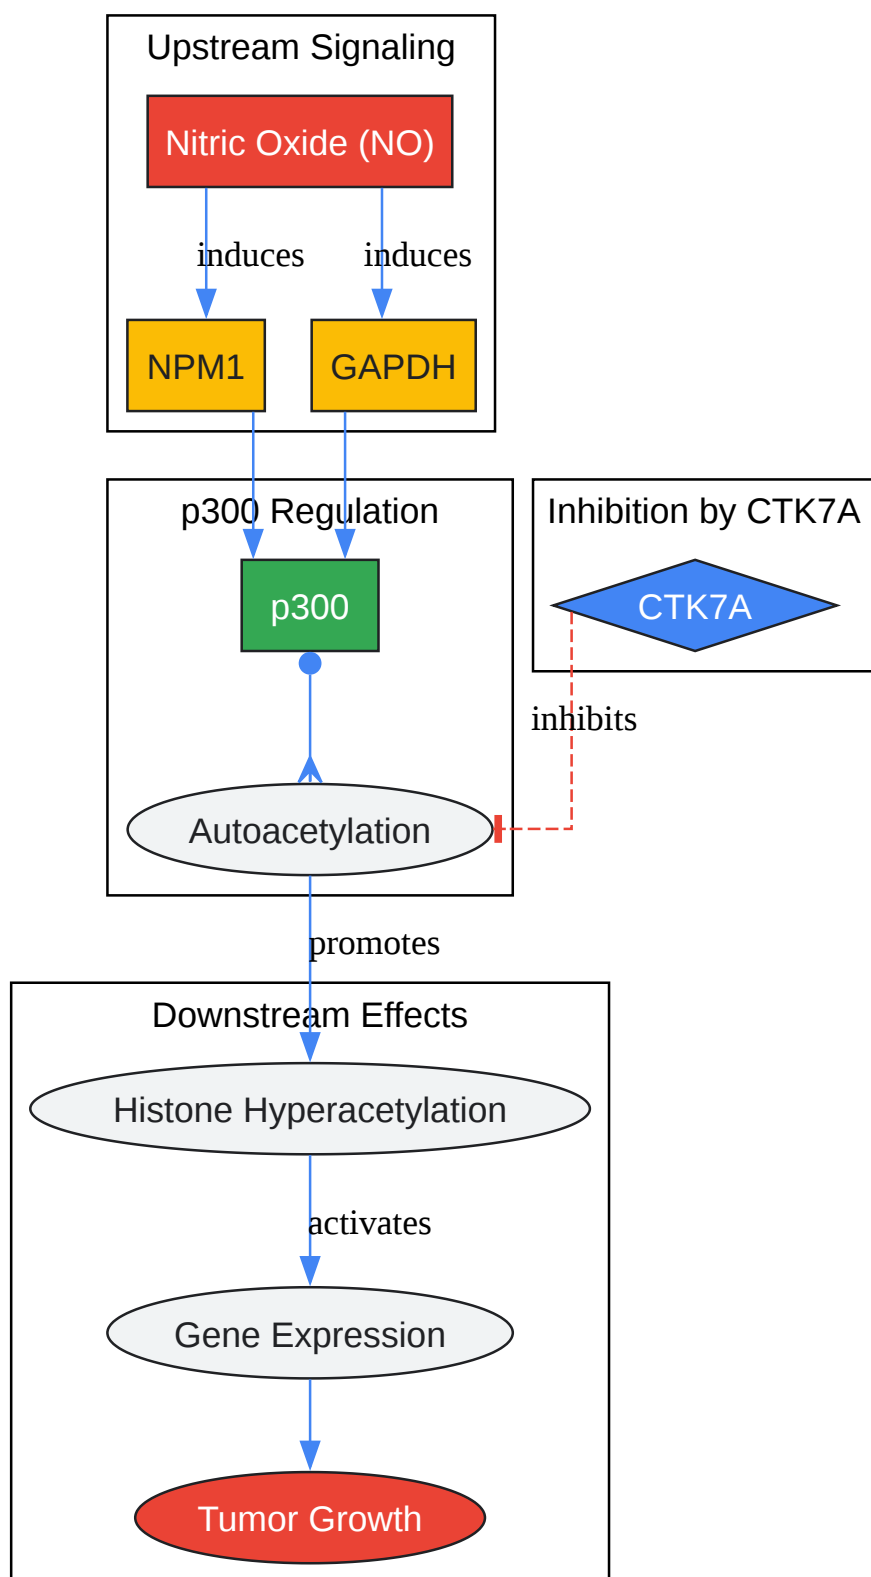 Upstream Signaling
Nitric Oxide (NO)
induces
induces
NPM1
GAPDH
p300 Regulation
Inhibition by CTK7A
p300
CTK7A
inhibits
Autoacetylation
promotes
Downstream Effects
Histone Hyperacetylation
activates
Gene Expression
Tumor Growth